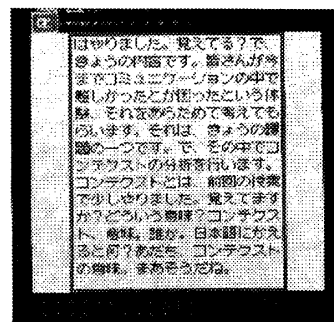 はやりました。覚えてる?で、
きょうの内容です。皆さんが今
までコミュニケーションの中で
難しかったとか困ったという体
験、それをあらためて考えても
らいます。それは、きょうの課
題の一つです。で、その中でコ
ンテクストの分析を行います。
コンテクストとは、前回の授業
で少しやりました。覚えてます
か?どういう意味?コンテクス
ト、意味。誰か。日本語にかえ
ると何?あだち、コンテクスト
の意味。まあそうだね。